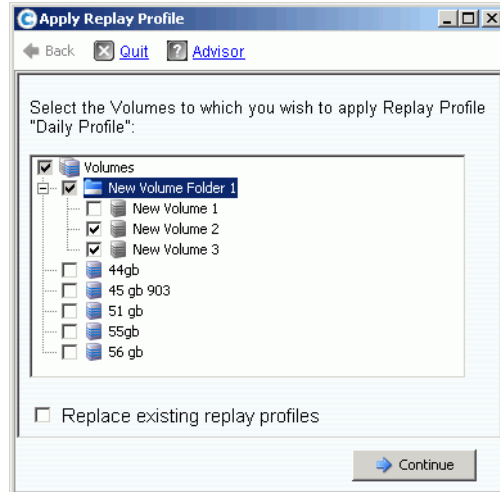 Apply Replay Profile
Back Quit Advisor
Select the Volumes to which you wish to apply Replay Profile
"Daily Profile":
Volumes
New Volume Folder 1
New Volume 1
New Volume 2
New Volume 3
44gb
45 gb 903
51 gb
55gb
56 gb
Replace existing replay profiles
Continue